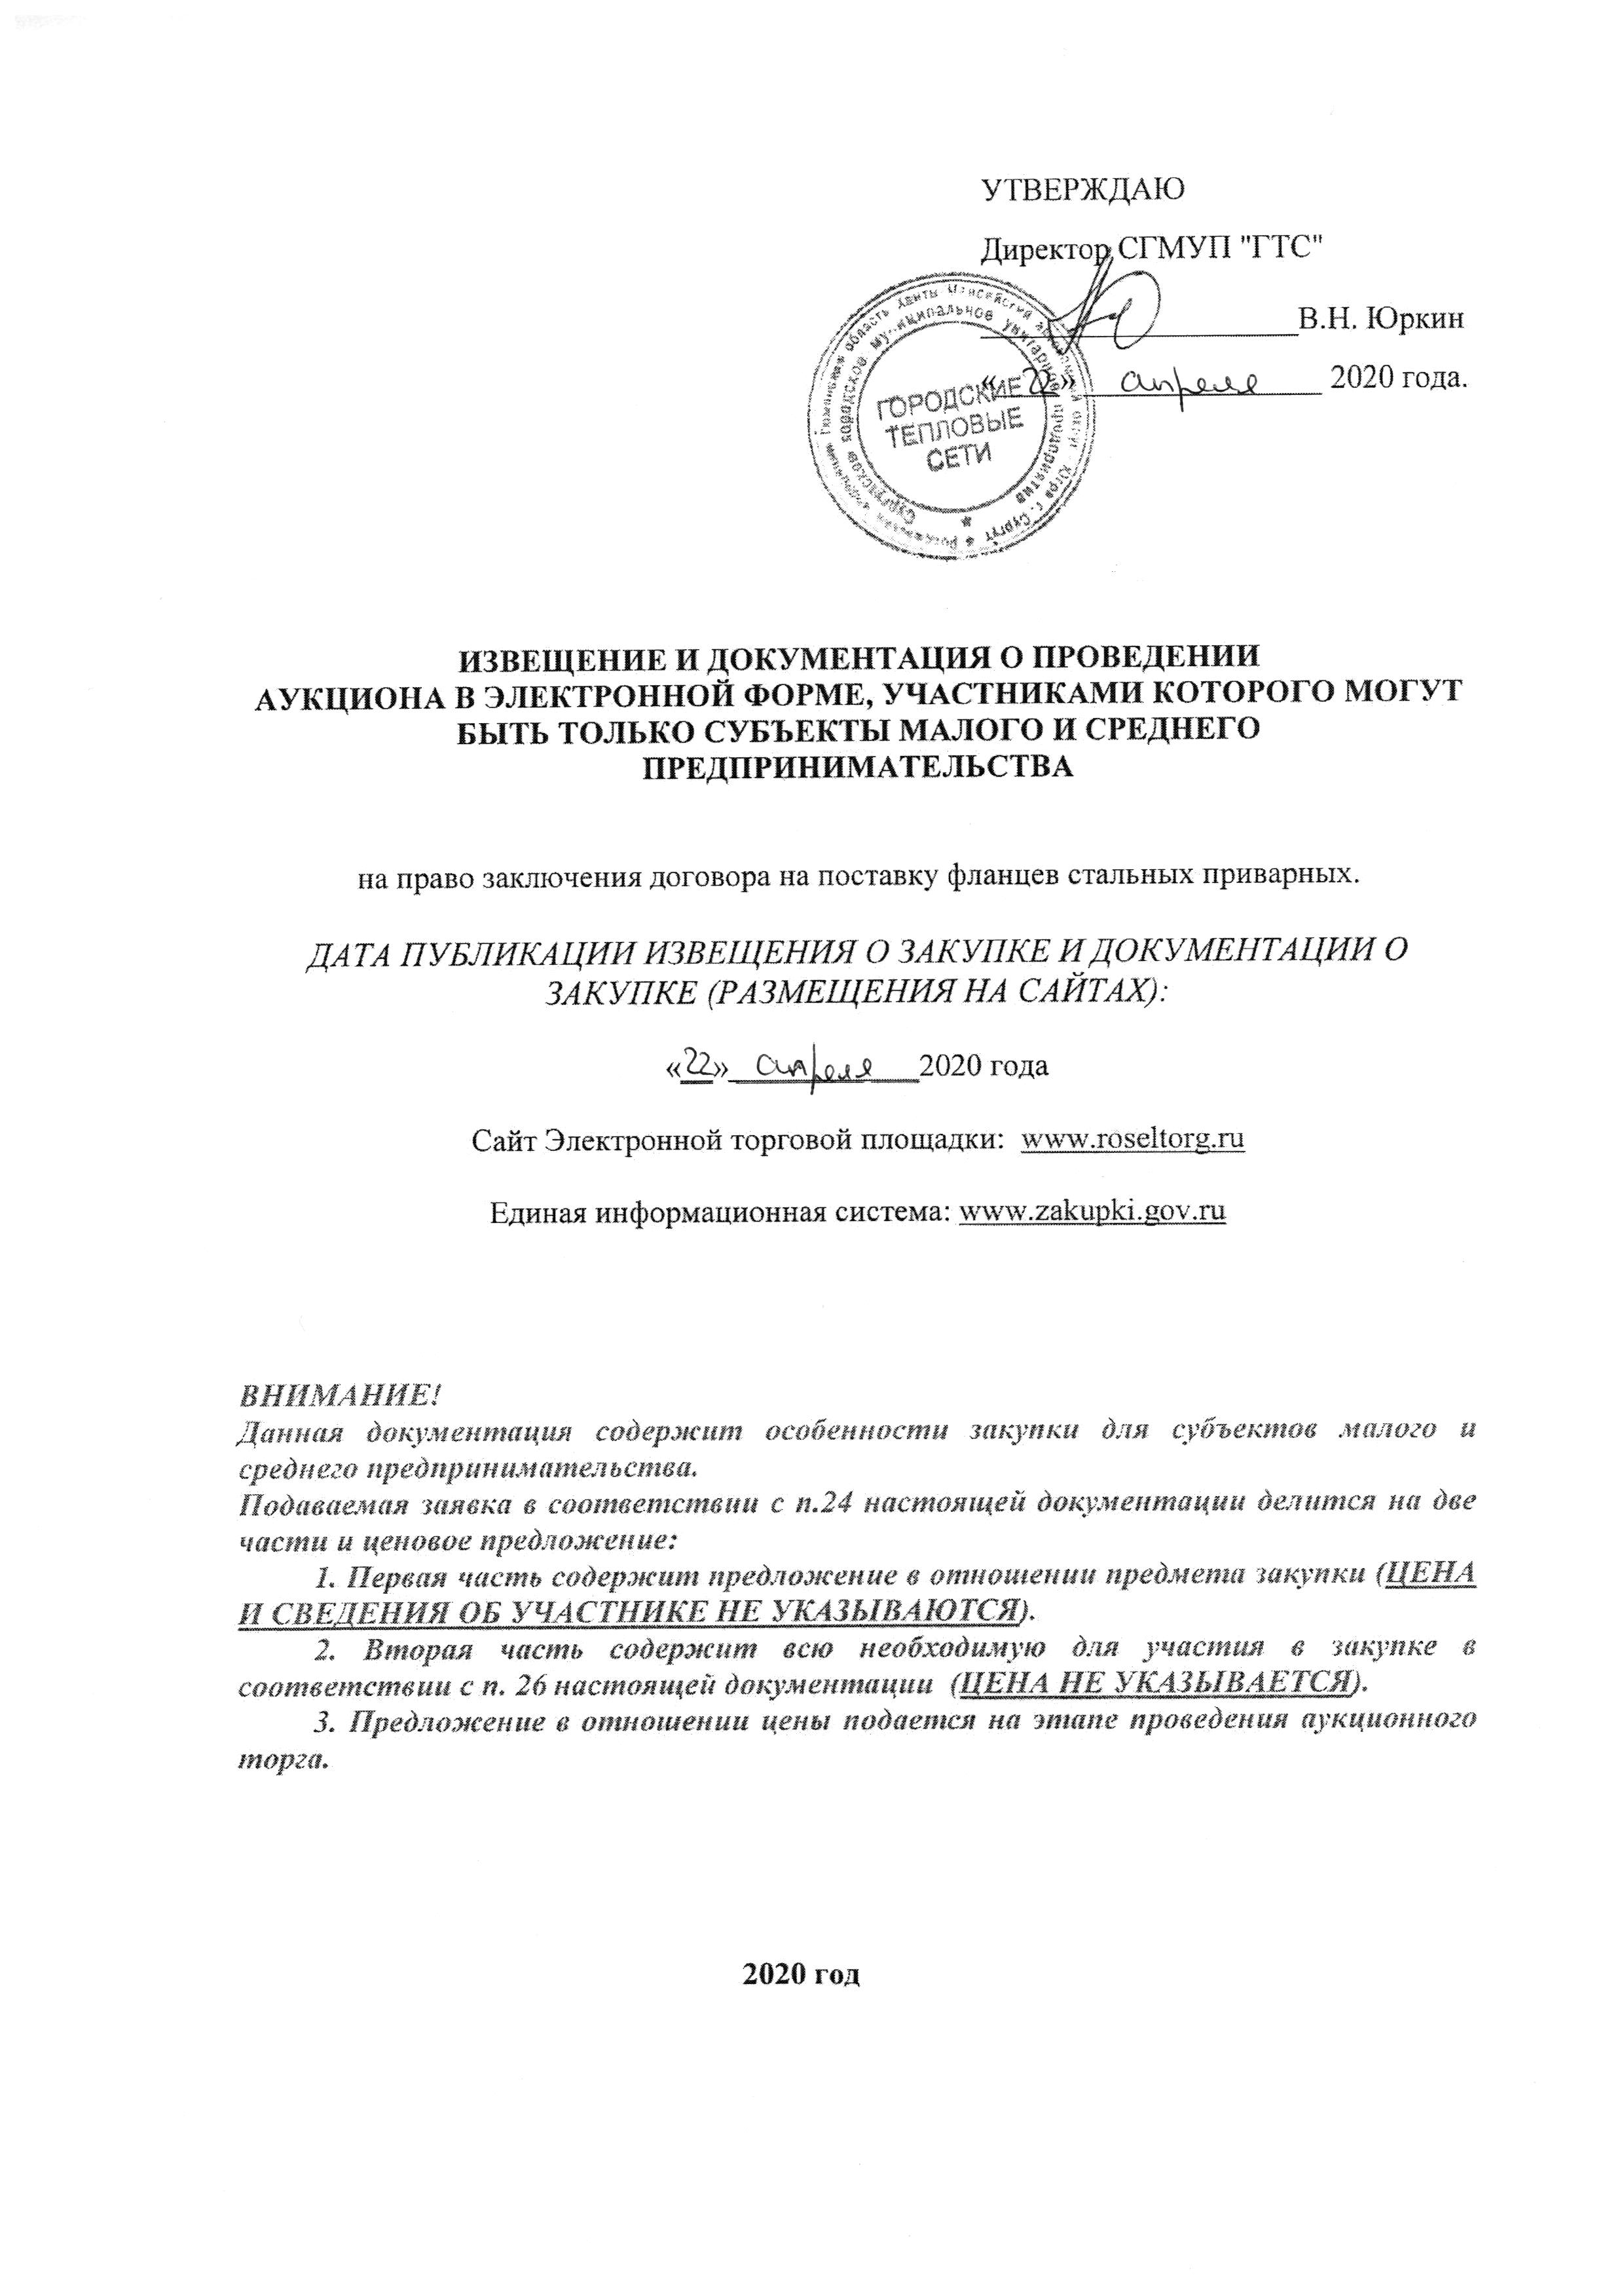 УТВЕРЖДАЮ
Директор СГМУП "ГТС"
В.Н. Юркин
«22» апреля 2020 года.
Сургутское городское муниципальное унитарное предприятие
ГОРОДСКИЕ
ТЕПЛОВЫЕ
СЕТИ
ИЗВЕЩЕНИЕ И ДОКУМЕНТАЦИЯ О ПРОВЕДЕНИИ
АУКЦИОНА В ЭЛЕКТРОННОЙ ФОРМЕ, УЧАСТНИКАМИ КОТОРОГО МОГУТ
БЫТЬ ТОЛЬКО СУБЪЕКТЫ МАЛОГО И СРЕДНЕГО
ПРЕДПРИНИМАТЕЛЬСТВА
на право заключения договора на поставку фланцев стальных приварных.
ДАТА ПУБЛИКАЦИИ ИЗВЕЩЕНИЯ О ЗАКУПКЕ И ДОКУМЕНТАЦИИ О
ЗАКУПКЕ (РАЗМЕЩЕНИЯ НА САЙТАХ):
«22» апреля 2020 года
Сайт Электронной торговой площадки: www.roseltorg.ru
Единая информационная система: www.zakupki.gov.ru
ВНИМАНИЕ!
Данная документация содержит особенности закупки для субъектов малого и
среднего предпринимательства.
Подаваемая заявка в соответствии с п.24 настоящей документации делится на две
части и ценовое предложение:
1. Первая часть содержит предложение в отношении предмета закупки (ЦЕНА
И СВЕДЕНИЯ ОБ УЧАСТНИКЕ НЕ УКАЗЫВАЮТСЯ).
2. Вторая часть содержит всю необходимую для участия в закупке в
соответствии с п. 26 настоящей документации (ЦЕНА НЕ УКАЗЫВАЕТСЯ).
3. Предложение в отношении цены подается на этапе проведения аукционного
торга.
2020 год